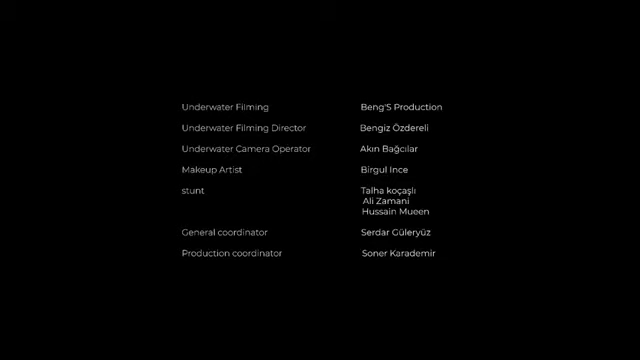 Underwater Filming Beng'S Production
Underwater Filming Director Bengiz Özdereli
Underwater Camera Operator Akın Bağcılar
Makeup Artist Birgul Ince
stunt Talha koçaşlı
Ali Zamani
Hussain Mueen
General coordinator Serdar Güleryüz
Production coordinator Soner Karademir